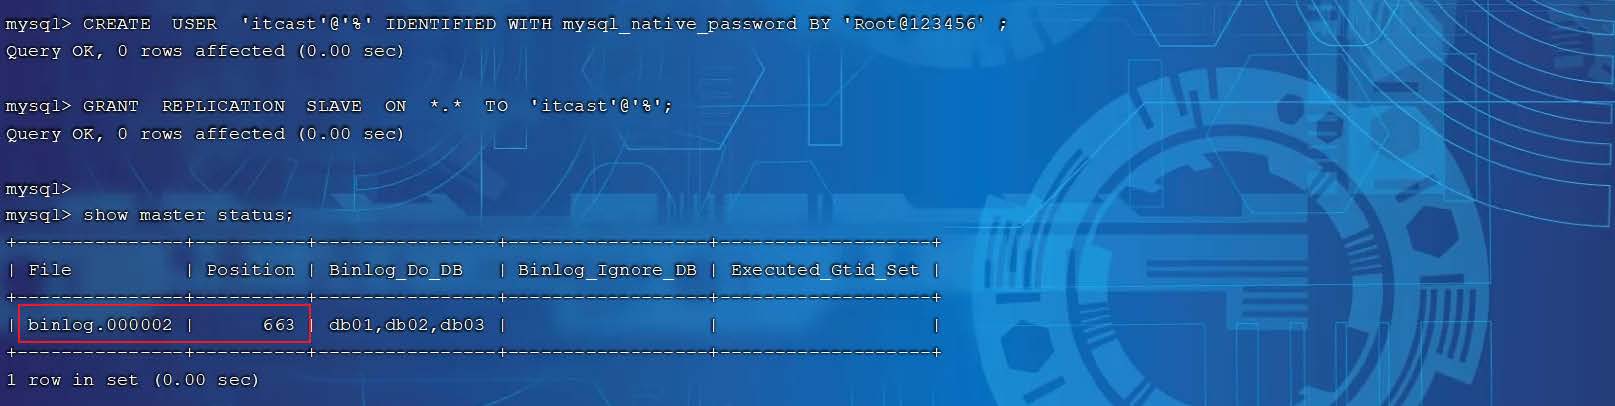 mysql> CREATE  USER  'itcast'@'%' IDENTIFIED WITH mysql_native_password BY 'Root@123456' ;
Query OK, 0 rows affected (0.00 sec)
mysql> GRANT  REPLICATION  SLAVE  ON  *.*  TO  'itcast'@'%';
Query OK, 0 rows affected (0.00 sec)
mysql>
mysql> show master status;
+---------------+----------+----------------+------------------+-------------------+
| File          | Position | Binlog_Do_DB   | Binlog_Ignore_DB | Executed_Gtid_Set |
+---------------+----------+----------------+------------------+-------------------+
| binlog.000002 |      663 | db01,db02,db03 |                  |                   |
+---------------+----------+----------------+------------------+-------------------+
1 row in set (0.00 sec)